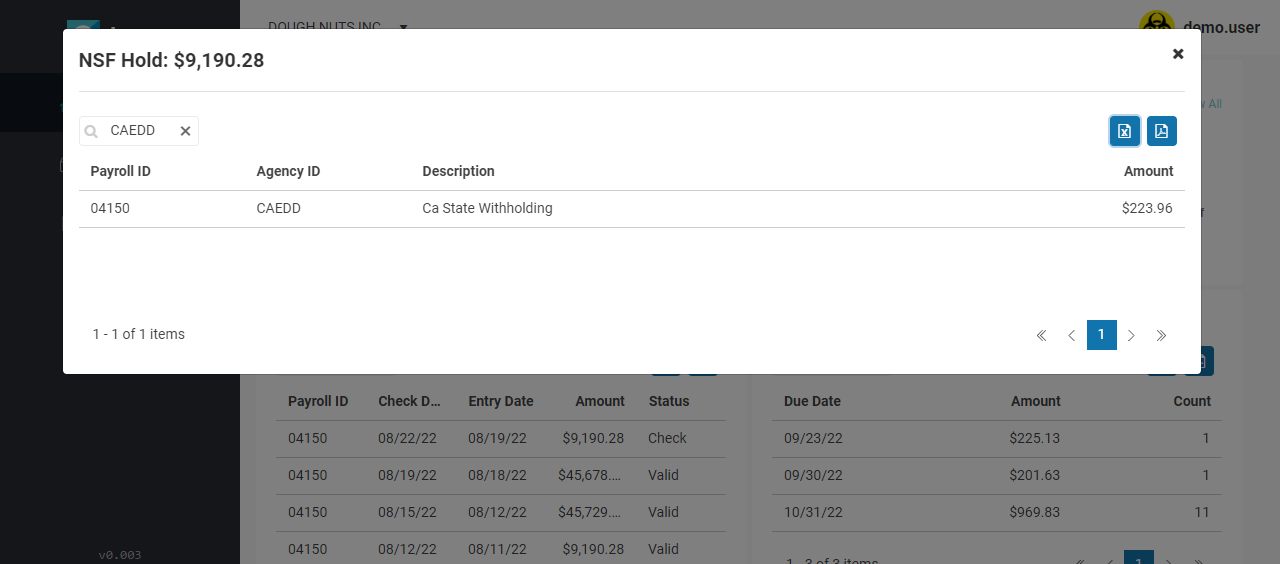 DOUGH NUTS INC
demo.user
NSF Hold: $9,190.28
All
CAEDD
Payroll ID Agency ID Description Amount
04150 CAEDD Ca State Withholding $223.96
1 - 1 of 1 items
1
Payroll ID Check D... Entry Date Amount Status
04150 08/22/22 08/19/22 $9,190.28 Check
04150 08/19/22 08/18/22 $45,678.... Valid
04150 08/15/22 08/12/22 $45,729.... Valid
04150 08/12/22 08/11/22 $9,190.28 Valid
Due Date Amount Count
09/23/22 $225.13 1
09/30/22 $201.63 1
10/31/22 $969.83 11
1 - 3 of 3 items
1
v0.003